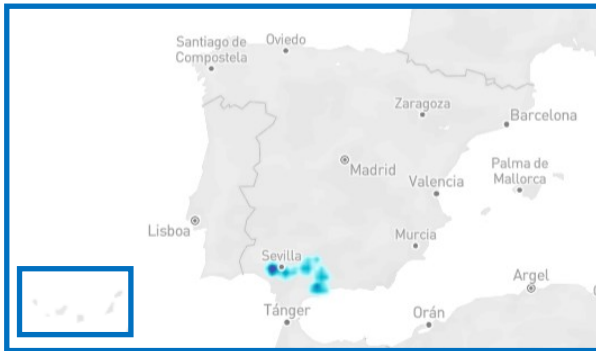 Santiago de
Compostela
Oviedo
Zaragoza
Barcelona
Madrid
Palma de
Mallorca
Valencia
Lisboa
Murcia
Sevilla
Argel
Tánger
Orán